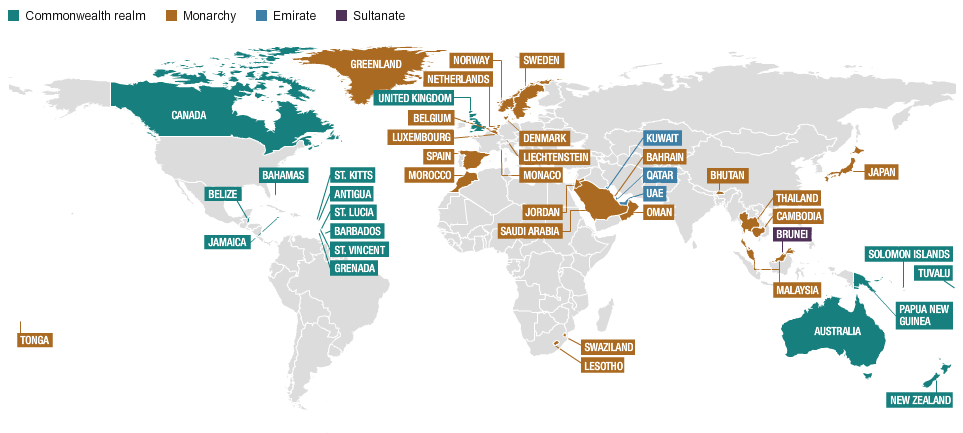 Commonwealth realm
Monarchy
Emirate
Sultanate
GREENLAND
NORWAY
SWEDEN
NETHERLANDS
UNITED KINGDOM
CANADA
BELGIUM
LUXEMBOURG
DENMARK
KUWAIT
SPAIN
LIECHTENSTEIN
BAHRAIN
BAHAMAS
ST. KITTS
MOROCCO
MONACO
QATAR
BHUTAN
JAPAN
BELIZE
ANTIGUA
UAE
THAILAND
ST. LUCIA
JORDAN
OMAN
CAMBODIA
BARBADOS
SAUDI ARABIA
BRUNEI
JAMAICA
ST. VINCENT
SOLOMON ISLANDS
GRENADA
TUVALU
MALAYSIA
PAPUA NEW
GUINEA
AUSTRALIA
TONGA
SWAZILAND
LESOTHO
NEW ZEALAND